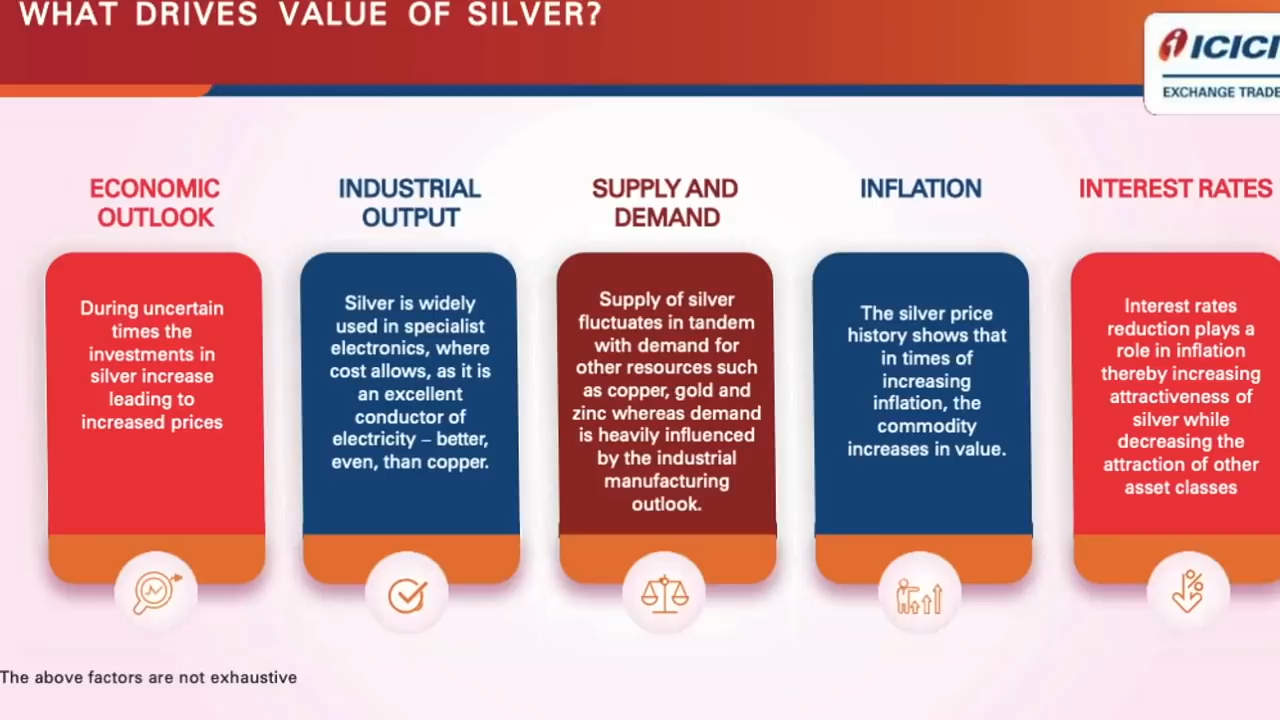 WHAT DRIVES VALUE OF SILVER?
ICICI
EXCHANGE TRADE
ECONOMIC
OUTLOOK
During uncertain
times the
investments in
silver increase
leading to
increased prices
INDUSTRIAL
OUTPUT
Silver is widely
used in specialist
electronics, where
cost allows, as it is
an excellent
conductor of
electricity – better,
even, than copper.
SUPPLY AND
DEMAND
Supply of silver
fluctuates in tandem
with demand for
other resources such
as copper, gold and
zinc whereas demand
is heavily influenced
by the industrial
manufacturing
outlook.
INFLATION
The silver price
history shows that
in times of
increasing
inflation, the
commodity
increases in value.
INTEREST RATES
Interest rates
reduction plays a
role in inflation
thereby increasing
attractiveness of
silver while
decreasing the
attraction of other
asset classes
%
The above factors are not exhaustive